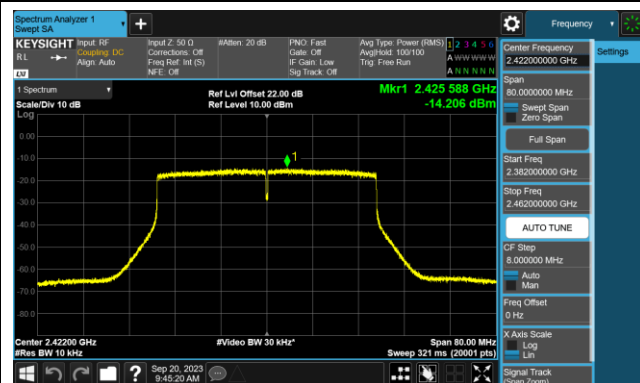 Spectrum Analyzer 1
Swept SA
Frequency
KEYSIGHT
RL
Input: RF
Coupling: DC
Align: Auto
Input Z: 50 Ω
Corrections: Off
Freq Ref: Int (S)
NFE: Off
#Atten: 20 dB
PNO: Fast
Gate: Off
IF Gain: Low
Sig Track: Off
Avg Type: Power (RMS)
Avg|Hold: 100/100
Trig: Free Run
1 2 3 4 5 6
A W W W W W
A N N N N N
LXI
1 Spectrum
Scale/Div 10 dB
Log
Ref Lvl Offset 22.00 dB
Ref Level 10.00 dBm
Mkr1 2.425 588 GHz
-14.206 dBm
1
0.00
-10.0
-20.0
-30.0
-40.0
-50.0
-60.0
-70.0
-80.0
Center 2.42200 GHz
#Res BW 10 kHz
#Video BW 30 kHz*
Span 80.00 MHz
Sweep 321 ms (20001 pts)
Sep 20, 2023
9:45:20 AM
Center Frequency
2.422000000 GHz
Settings
Span
80.0000000 MHz
Swept Span
Zero Span
Full Span
Start Freq
2.382000000 GHz
Stop Freq
2.462000000 GHz
AUTO TUNE
CF Step
8.000000 MHz
Auto
Man
Freq Offset
0 Hz
X Axis Scale
Log
Lin
Signal Track
(Span Zoom)